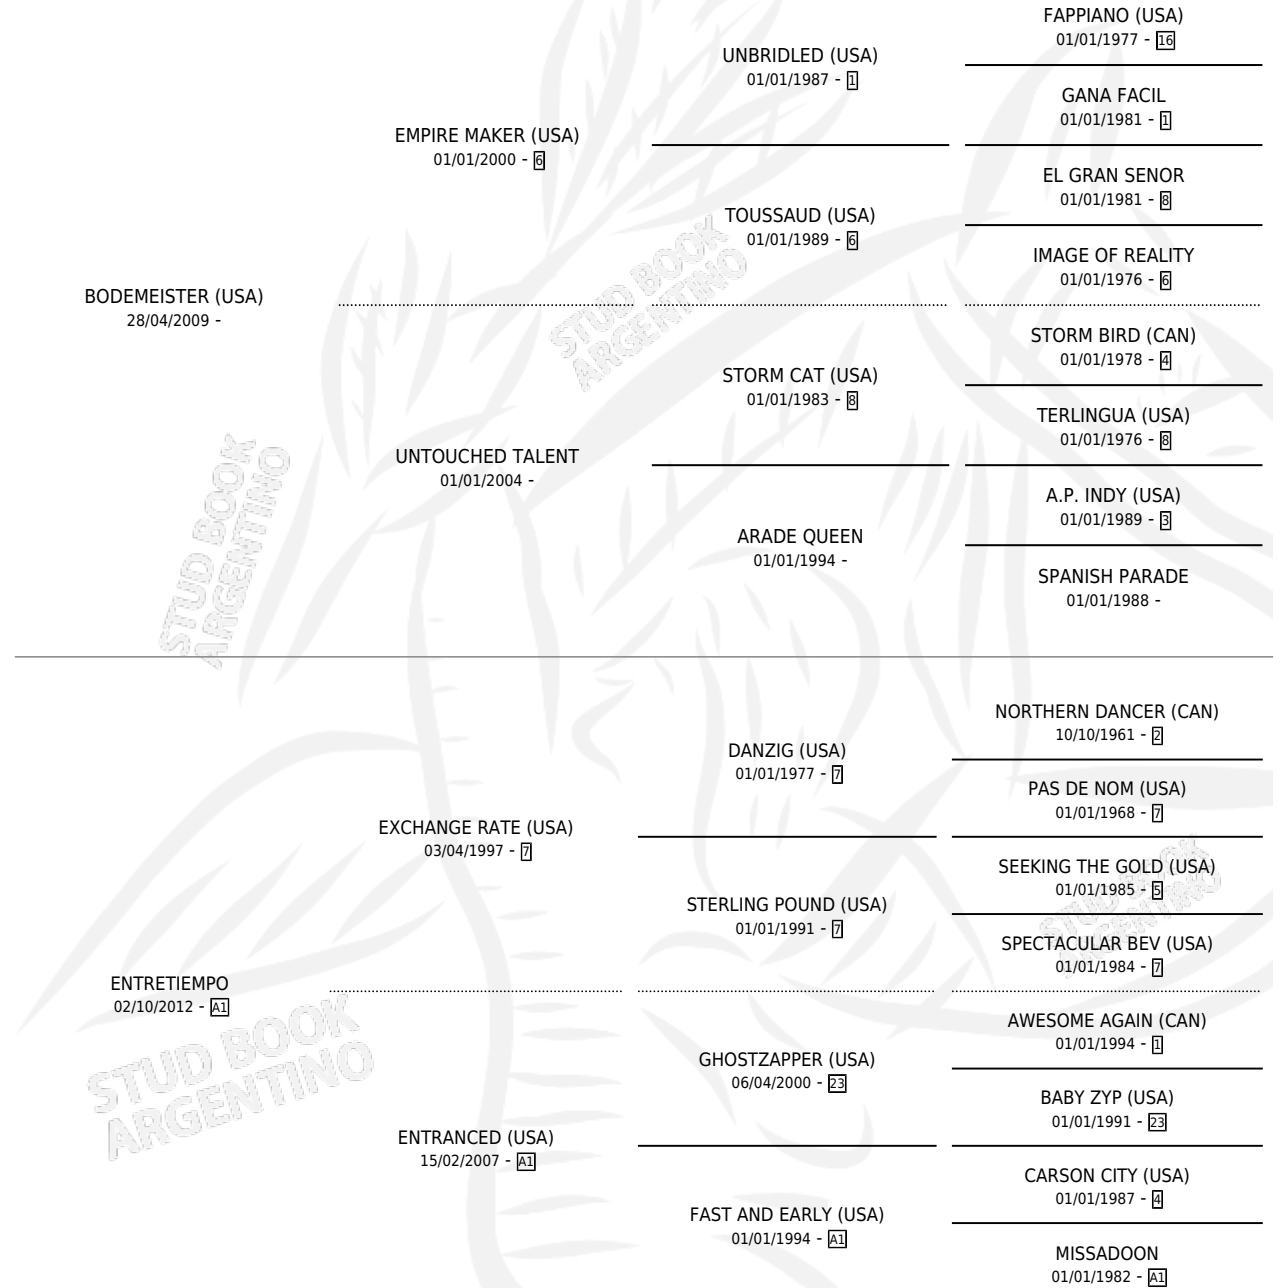 FAPPIANO (USA)
01/01/1977 - 16
UNBRIDLED (USA)
01/01/1987 - 1
GANA FACIL
01/01/1981 - 1
EMPIRE MAKER (USA)
01/01/2000 - 6
EL GRAN SENOR
01/01/1981 - 8
TOUSSAUD (USA)
01/01/1989 - 6
IMAGE OF REALITY
01/01/1976 - 6
BODEMEISTER (USA)
28/04/2009 -
STORM BIRD (CAN)
01/01/1978 - 4
STORM CAT (USA)
01/01/1983 - 8
TERLINGUA (USA)
01/01/1976 - 8
UNTOUCHED TALENT
01/01/2004 -
A.P. INDY (USA)
01/01/1989 - 3
ARADE QUEEN
01/01/1994 -
SPANISH PARADE
01/01/1988 -
NORTHERN DANCER (CAN)
10/10/1961 - 2
DANZIG (USA)
01/01/1977 - 7
PAS DE NOM (USA)
01/01/1968 - 7
EXCHANGE RATE (USA)
03/04/1997 - 7
SEEKING THE GOLD (USA)
01/01/1985 - 5
STERLING POUND (USA)
01/01/1991 - 7
SPECTACULAR BEV (USA)
01/01/1984 - 7
ENTRETIEMPO
02/10/2012 - A1
AWESOME AGAIN (CAN)
01/01/1994 - 1
GHOSTZAPPER (USA)
06/04/2000 - 23
BABY ZYP (USA)
01/01/1991 - 23
ENTRANCED (USA)
15/02/2007 - A1
CARSON CITY (USA)
01/01/1987 - 4
FAST AND EARLY (USA)
01/01/1994 - A1
MISSADOON
01/01/1982 - A1
STUD BOOK
ARGENTINO
STUD BOOK
ARGENTINO
STUD BOOK
ARGENTINO
STUD BOOK
ARGENTINO